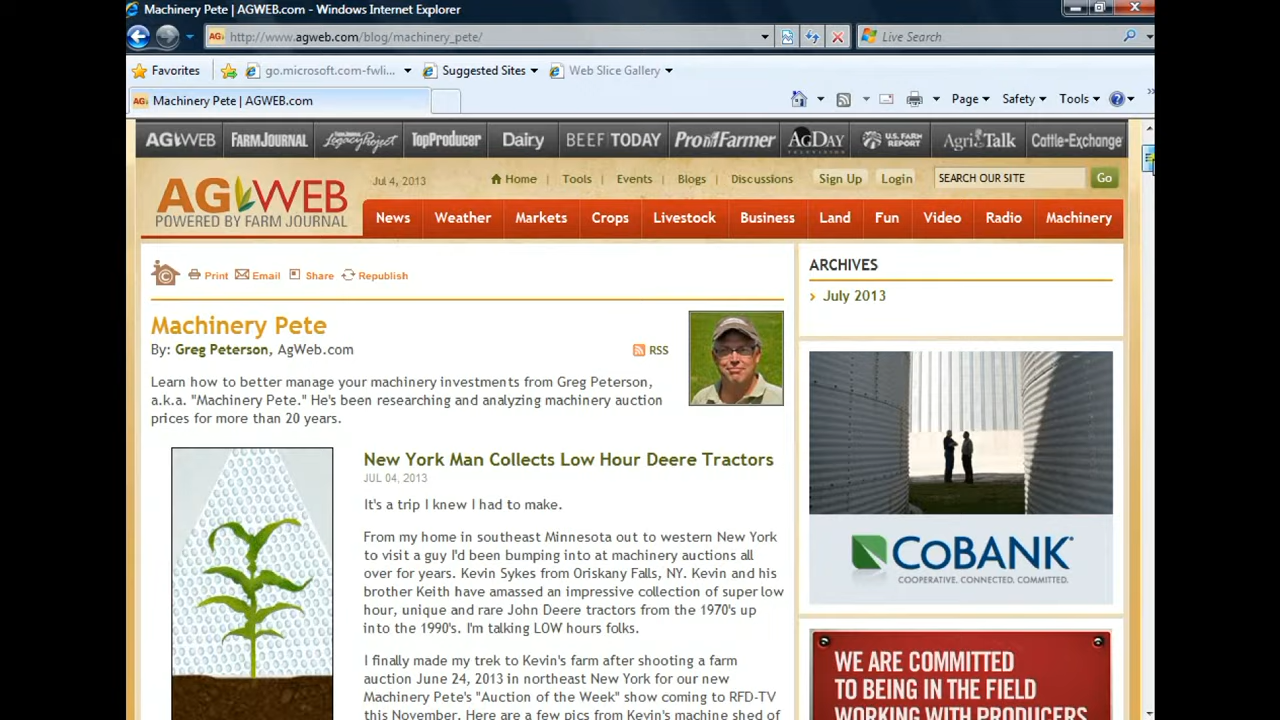 Machinery Pete | AGWEB.com - Windows Internet Explorer
http://www.agweb.com/blog/machinery_pete/
Live Search
Favorites go.microsoft.com-fwli... Suggested Sites Web Slice Gallery
Machinery Pete | AGWEB.com
Page Safety Tools
AGWEB FARM JOURNAL Legacy Project TopProducer Dairy BEEF TODAY Pro Farmer AgDay TELEVISION U.S. FARM REPORT AgriTalk Cattle-Exchange
AGWEB
POWERED BY FARM JOURNAL
Jul 4, 2013
Home | Tools | Events | Blogs | Discussions Sign Up Login SEARCH OUR SITE Go
News Weather Markets Crops Livestock Business Land Fun Video Radio Machinery
Print Email Share Republish
Machinery Pete
By: Greg Peterson, AgWeb.com
RSS
Learn how to better manage your machinery investments from Greg Peterson,
a.k.a. "Machinery Pete." He's been researching and analyzing machinery auction
prices for more than 20 years.
New York Man Collects Low Hour Deere Tractors
JUL 04, 2013
It's a trip I knew I had to make.
From my home in southeast Minnesota out to western New York
to visit a guy I'd been bumping into at machinery auctions all
over for years. Kevin Sykes from Oriskany Falls, NY. Kevin and his
brother Keith have amassed an impressive collection of super low
hour, unique and rare John Deere tractors from the 1970's up
into the 1990's. I'm talking LOW hours folks.
I finally made my trek to Kevin's farm after shooting a farm
auction June 24, 2013 in northeast New York for our new
Machinery Pete's "Auction of the Week" show coming to RFD-TV
this November. Here are a few pics from Kevin's machine shed of
ARCHIVES
July 2013
COBANK
COOPERATIVE. CONNECTED. COMMITTED.
WE ARE COMMITTED
TO BEING IN THE FIELD
WORKING WITH PRODUCERS